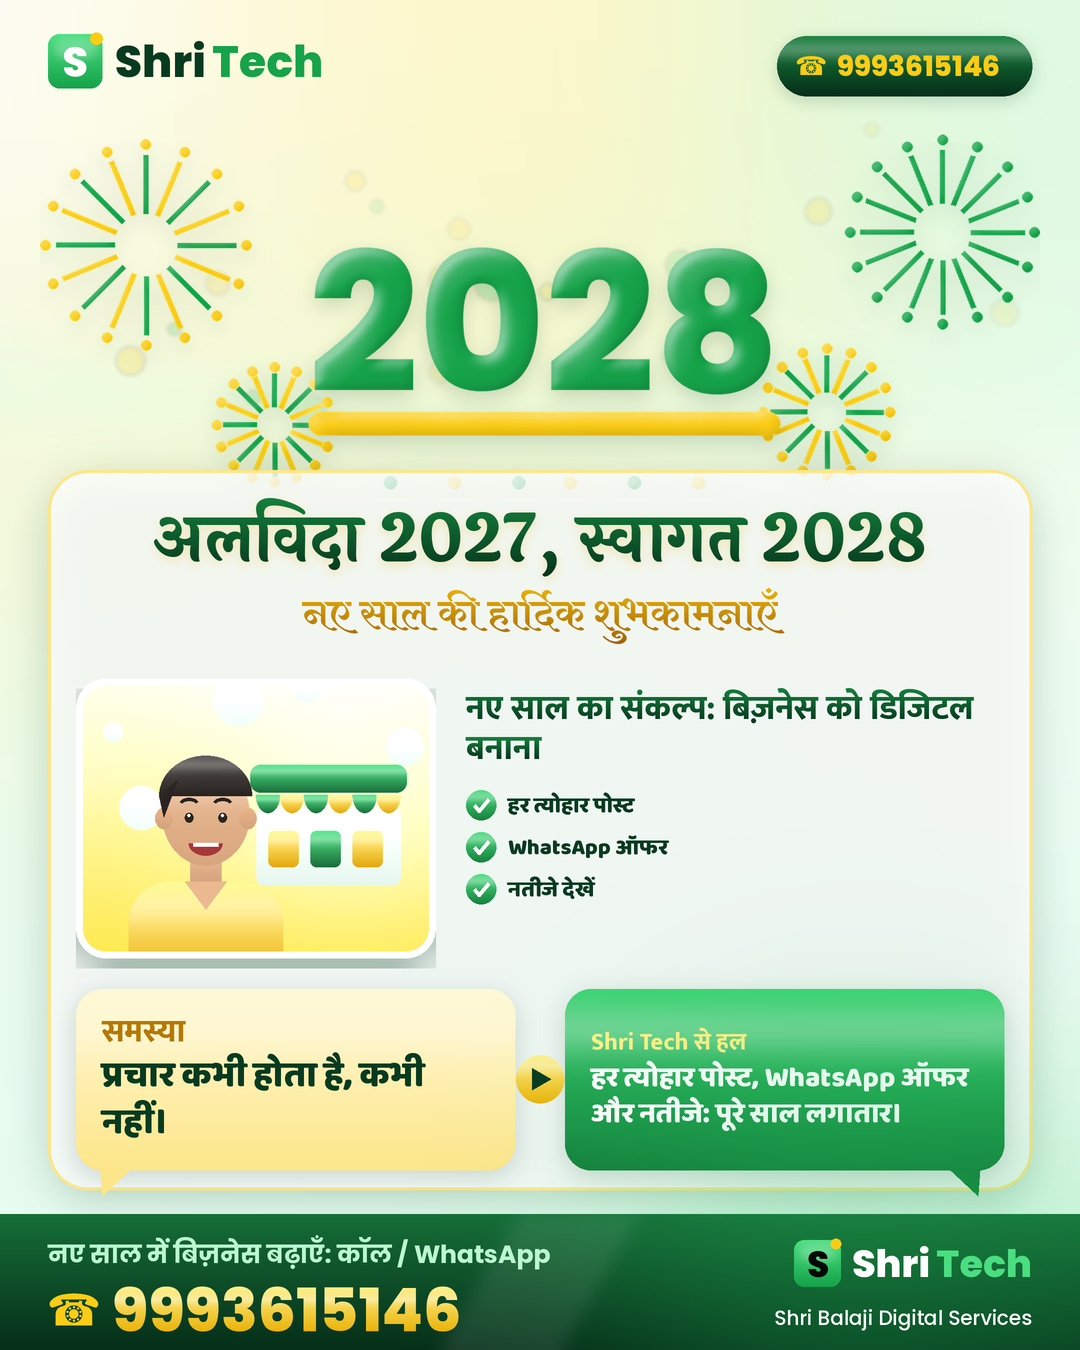 S Shri Tech
☎ 9993615146
2028
अलविदा 2027, स्वागत 2028
नए साल की हार्दिक शुभकामनाएँ
नए साल का संकल्प: बिज़नेस को डिजिटल
बनाना
हर त्योहार पोस्ट
WhatsApp ऑफर
नतीजे देखें
समस्या
प्रचार कभी होता है, कभी
नहीं।
Shri Tech से हल
हर त्योहार पोस्ट, WhatsApp ऑफर
और नतीजे: पूरे साल लगातार।
नए साल में बिज़नेस बढ़ाएँ: कॉल / WhatsApp
☎ 9993615146
S Shri Tech
Shri Balaji Digital Services